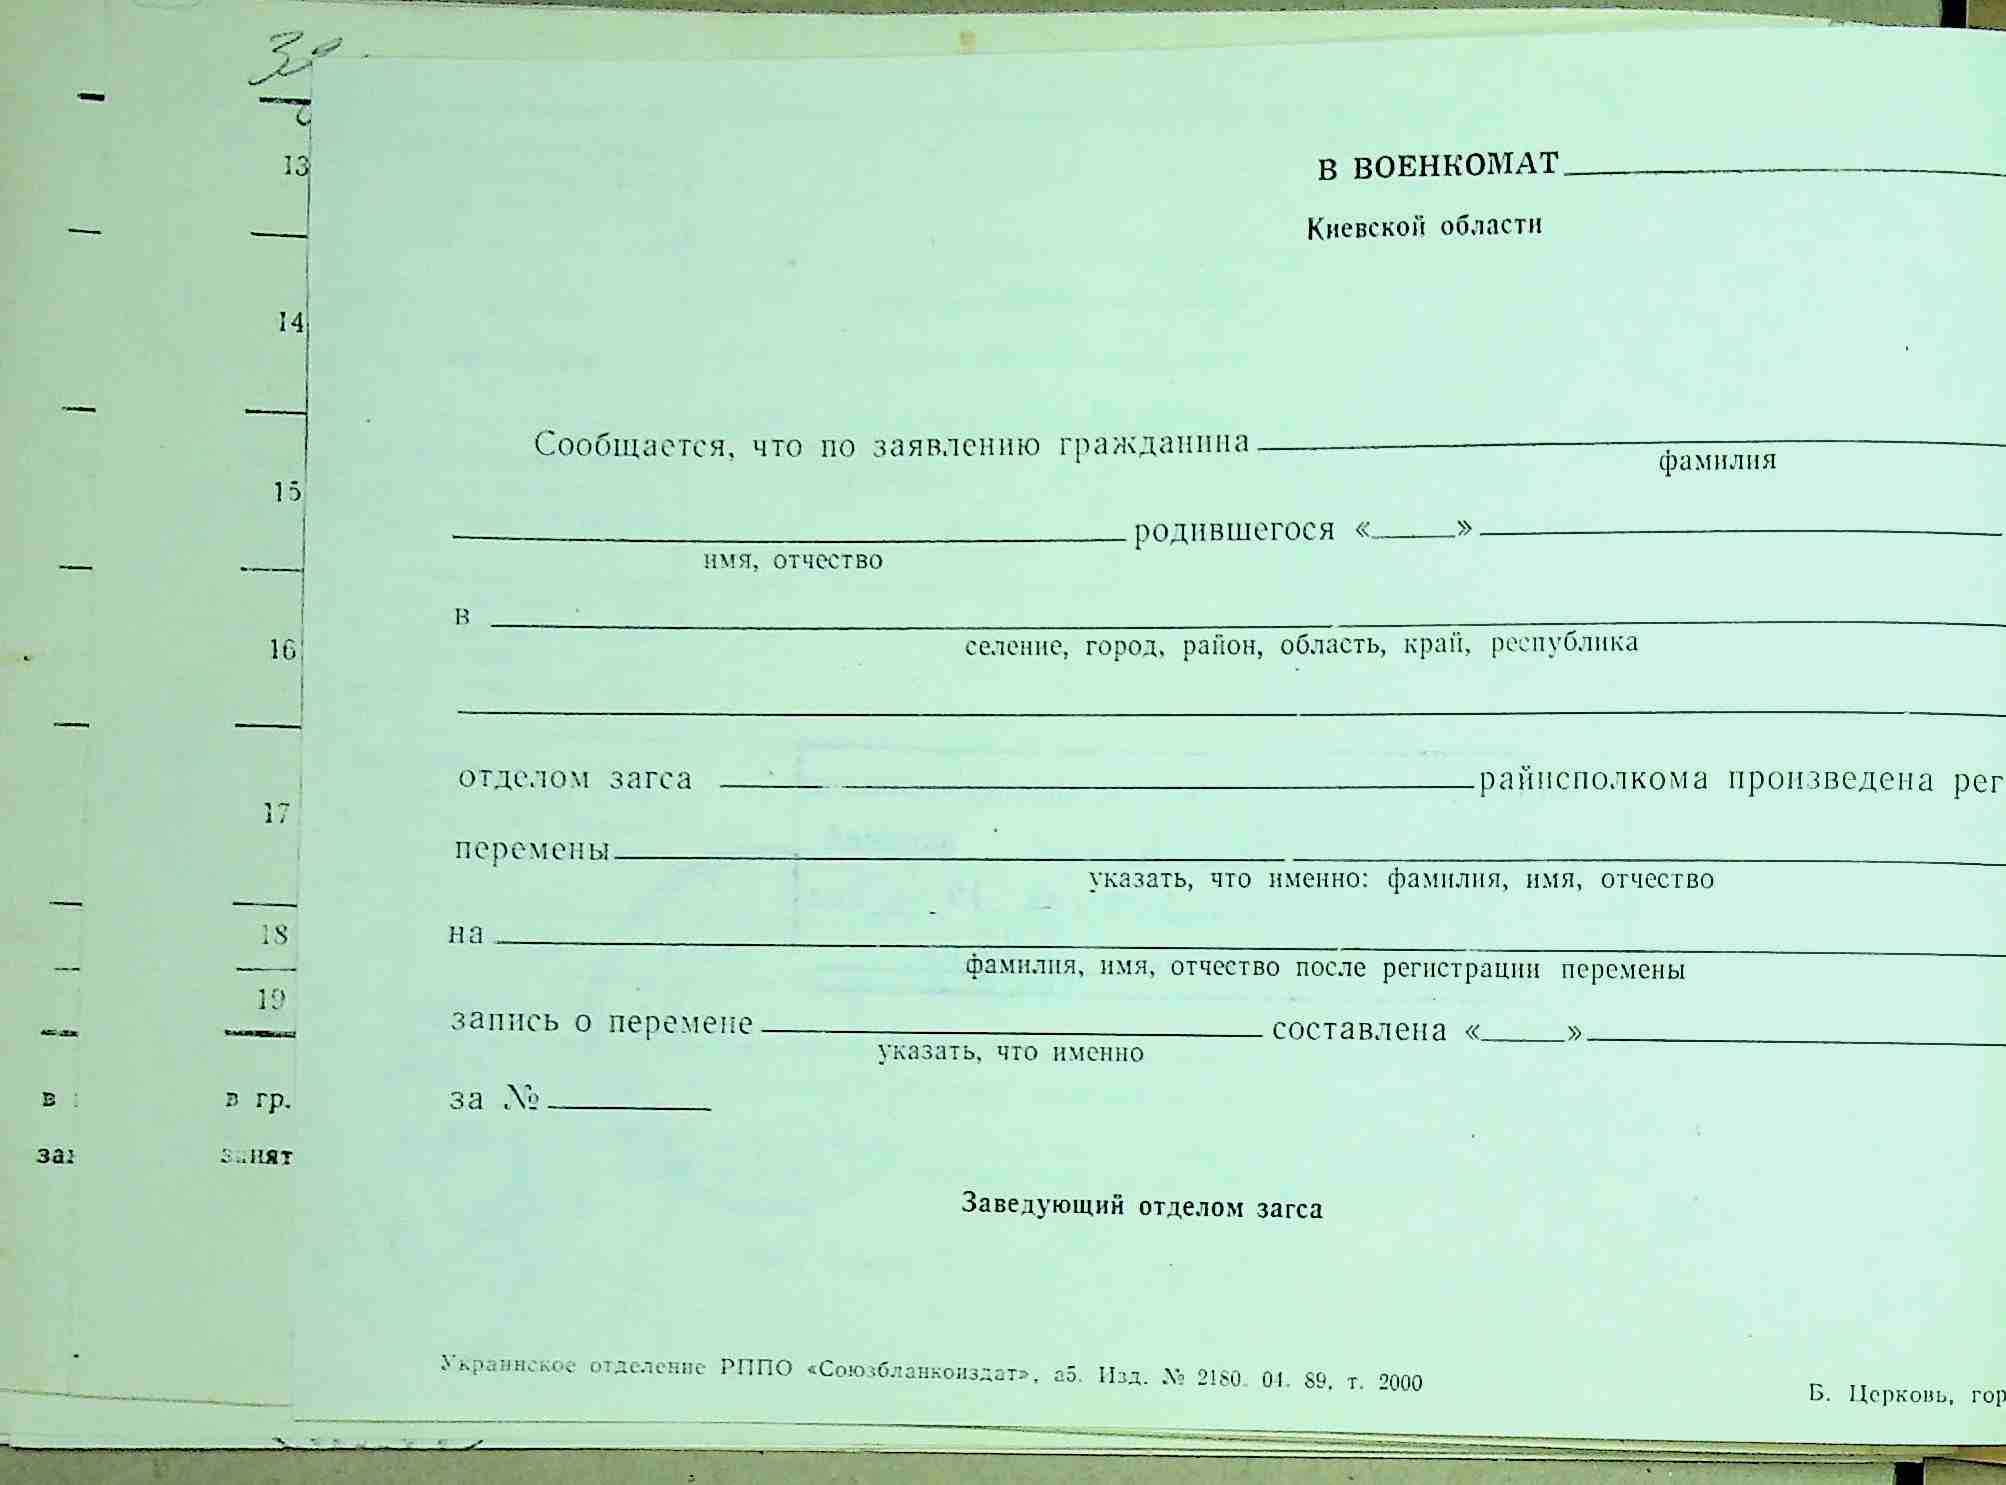 13
14
15
16
17
18
19
в гр.
В ВОЕНКОМАТ
Киевской области
Сообщается, что по заявлению гражданина
фамилия
родившегося «____»
имя, отчество
в
селение, город, район, область, край, республика
отделом загса райисполкома произведена рег
перемены
указать, что именно: фамилия, имя, отчество
на
фамилия, имя, отчество после регистрации перемены
запись о перемене составлена «____»
указать, что именно
за №
Заведующий отделом загса
Украинское отделение РППО «Союзбланкоиздат», а5. Изд. № 2180. 04. 89, т. 2000
Б. Церковь, гор